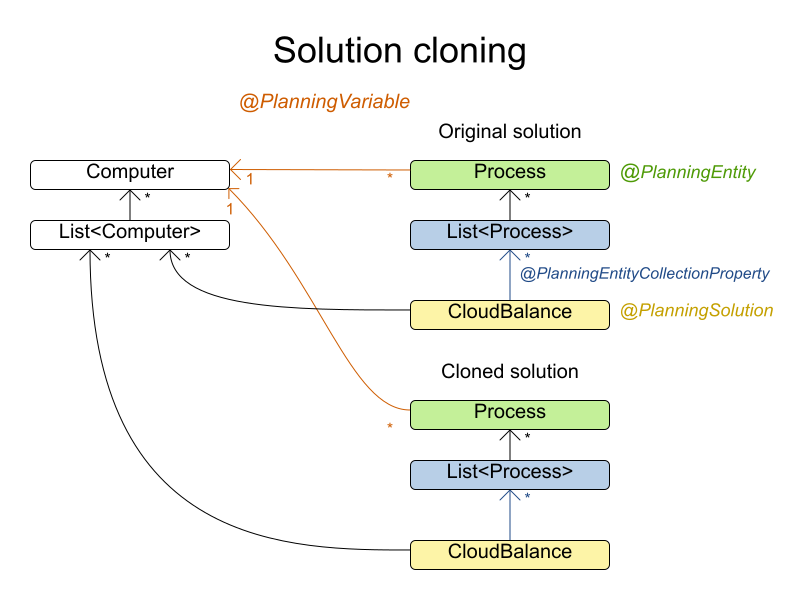 Solution cloning
@PlanningVariable
Original solution
Computer
1
*
Process
@PlanningEntity
*
1
*
List<Computer>
List<Process>
*
*
*
@PlanningEntityCollectionProperty
CloudBalance
@PlanningSolution
Cloned solution
Process
*
*
List<Process>
*
CloudBalance